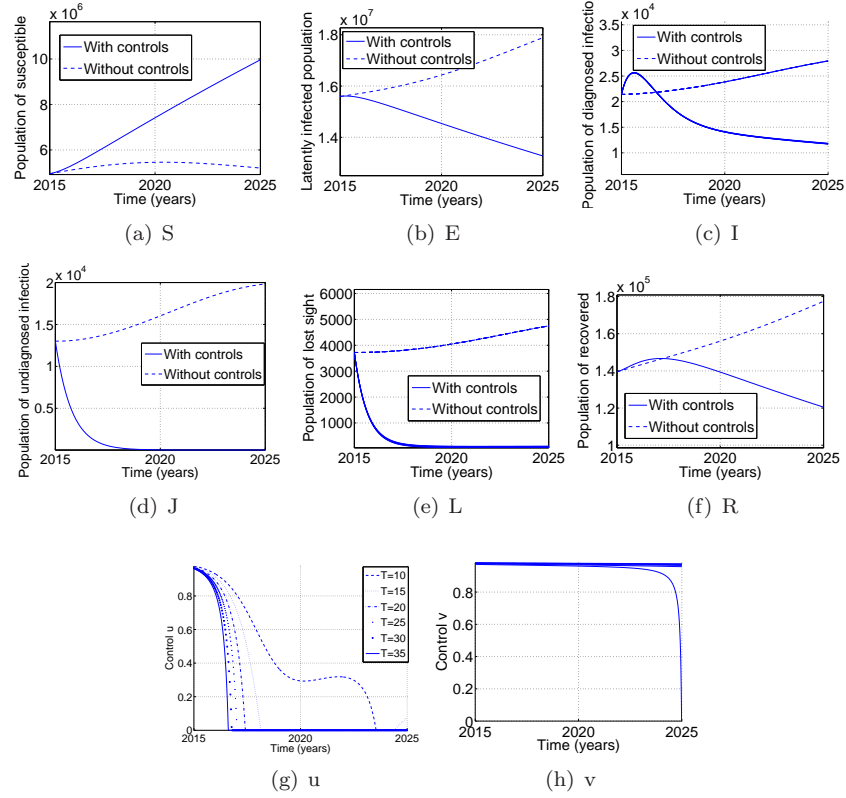 x 10^6
10
8
6
2015 2020 2025
Time (years)
Population of susceptible
With controls
Without controls
(a) S
x 10^7
1.8
1.6
1.4
2015 2020 2025
Time (years)
Latently infected population
With controls
Without controls
(b) E
x 10^4
3.5
3
2.5
2
1.5
1
2015 2020 2025
Time (years)
Population of diagnosed infectiou
With controls
Without controls
(c) I
x 10^4
2
1.5
1
0.5
2015 2020 2025
Time (years)
Population of undiagnosed infectiou
With controls
Without controls
(d) J
6000
5000
4000
3000
2000
1000
2015 2020 2025
Time (years)
Population of lost sight
With controls
Without controls
(e) L
x 10^5
1.8
1.6
1.4
1.2
1
2015 2020 2025
Time (years)
Population of recovered
With controls
Without controls
(f) R
0.8
0.6
0.4
0.2
0
2015 2020 2025
Time (years)
Control u
T=10
T=15
T=20
T=25
T=30
T=35
(g) u
0.8
0.6
0.4
0.2
0
2015 2020 2025
Time (years)
Control v
(h) v